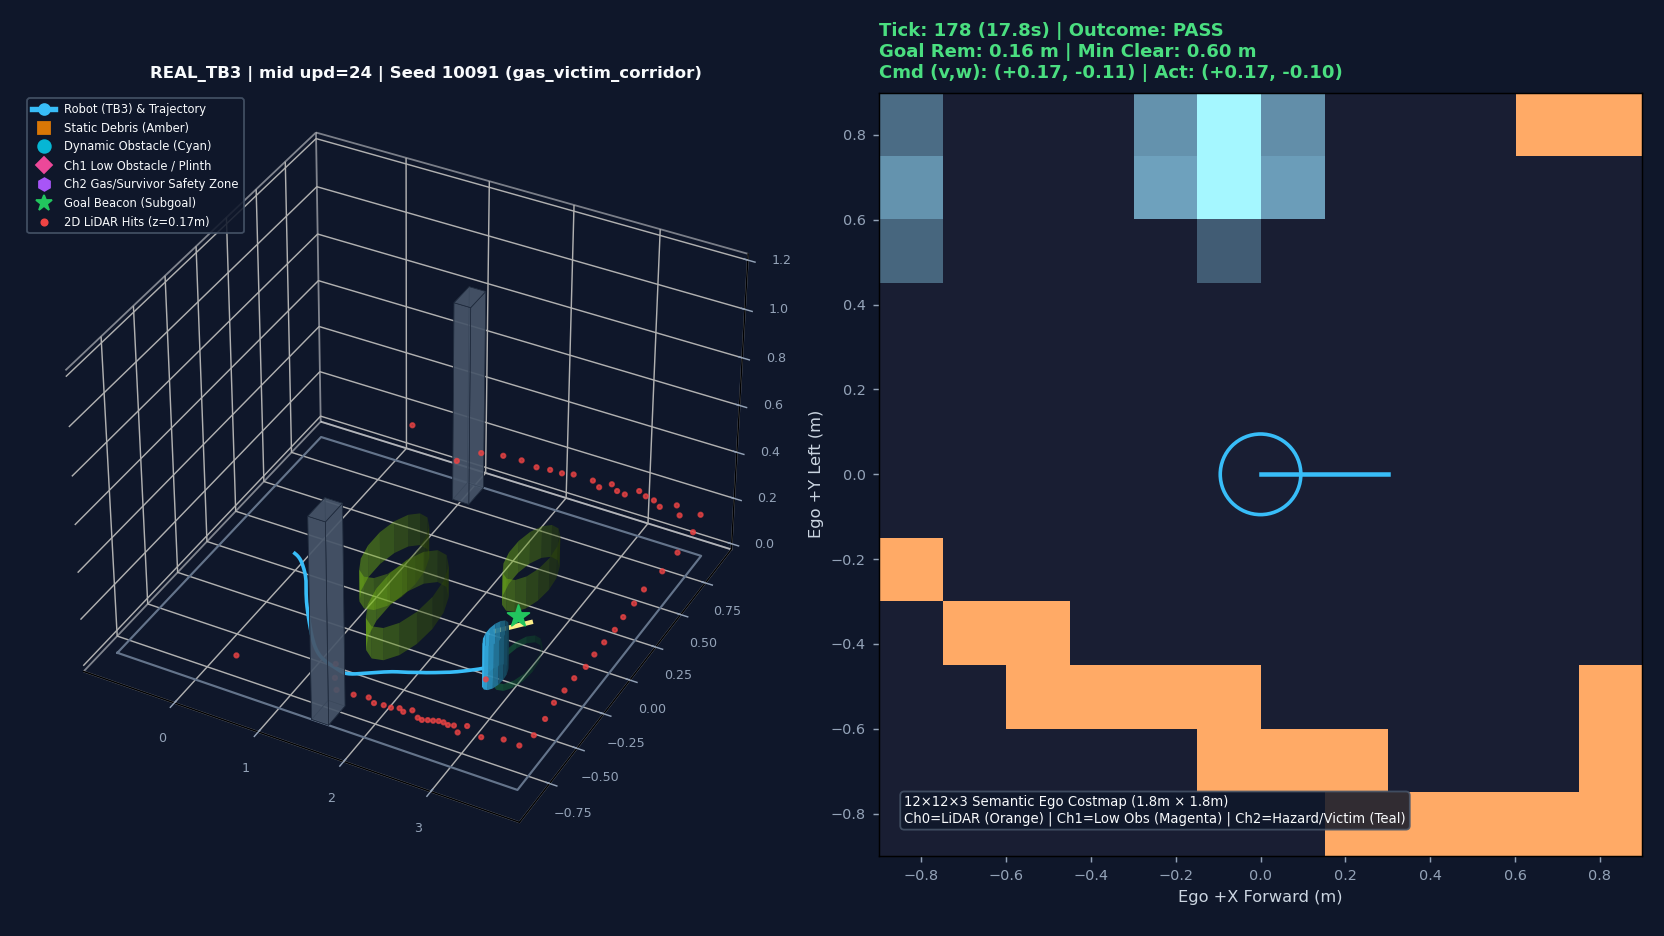 REAL_TB3 | mid upd=24 | Seed 10091 (gas_victim_corridor)
Robot (TB3) & Trajectory
Static Debris (Amber)
Dynamic Obstacle (Cyan)
Ch1 Low Obstacle / Plinth
Ch2 Gas/Survivor Safety Zone
Goal Beacon (Subgoal)
2D LiDAR Hits (z=0.17m)
1.2
1.0
0.8
0.6
0.4
0.2
0.0
0.75
0.50
0.25
0.00
−0.25
−0.50
−0.75
0
1
2
3
Tick: 178 (17.8s) | Outcome: PASS
Goal Rem: 0.16 m | Min Clear: 0.60 m
Cmd (v,w): (+0.17, -0.11) | Act: (+0.17, -0.10)
Ego +Y Left (m)
0.8
0.6
0.4
0.2
0.0
−0.2
−0.4
−0.6
−0.8
12×12×3 Semantic Ego Costmap (1.8m × 1.8m)
Ch0=LiDAR (Orange) | Ch1=Low Obs (Magenta) | Ch2=Hazard/Victim (Teal)
−0.8 −0.6 −0.4 −0.2 0.0 0.2 0.4 0.6 0.8
Ego +X Forward (m)